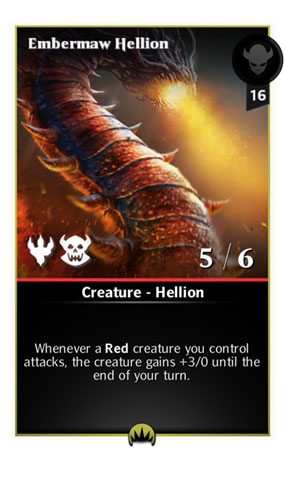 Embermaw Hellion
16
5 / 6
Creature - Hellion
Whenever a Red creature you control
attacks, the creature gains +3/0 until the
end of your turn.